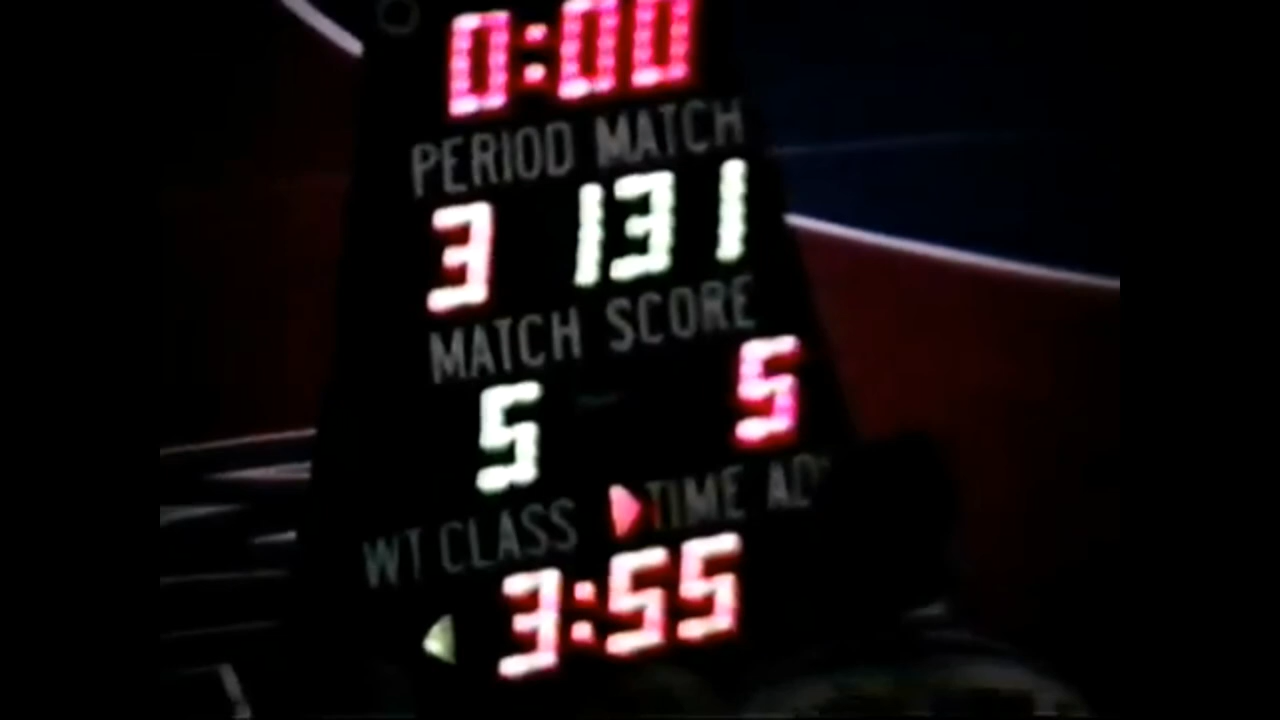 0:00
PERIOD MATCH
3 131
MATCH SCORE
5 5
WT CLASS TIME
3:55